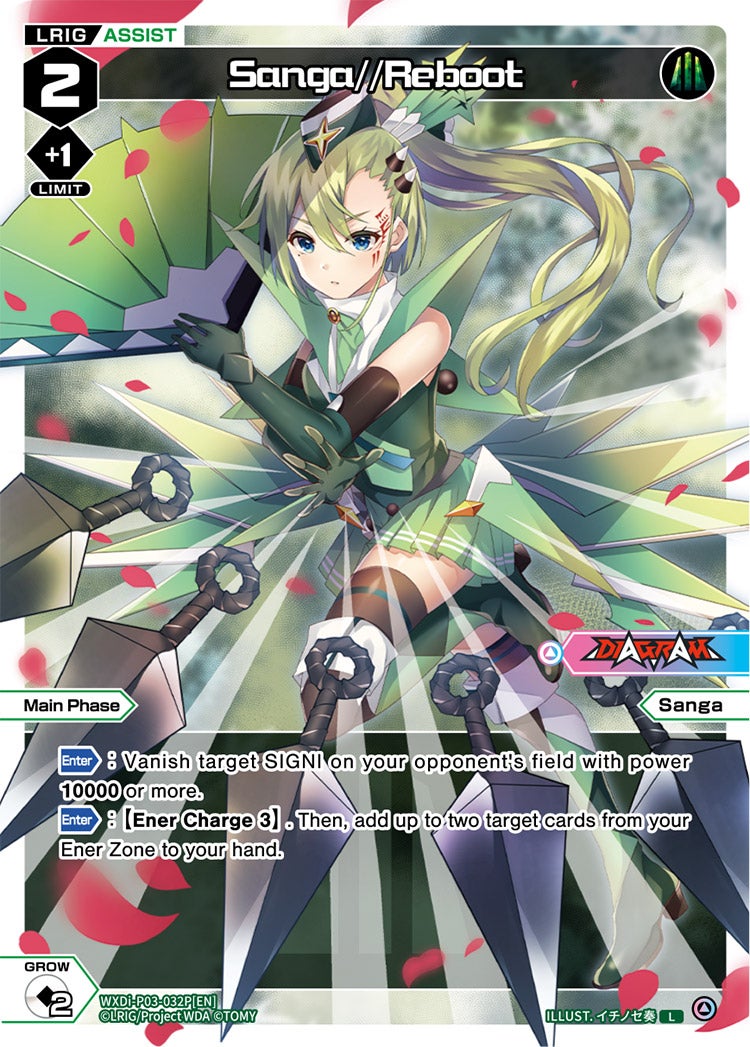 LRIG ASSIST
2
Sanga//Reboot
+1
LIMIT
DIAGRAM
Main Phase
Sanga
Enter : Vanish target SIGNI on your opponent's field with power
10000 or more.
Enter : 【Ener Charge 3】. Then, add up to two target cards from your
Ener Zone to your hand.
GROW
2
WXDi-P03-032P[EN]
©LRIG/Project WDA ©TOMY
ILLUST. イチノセ奏 L